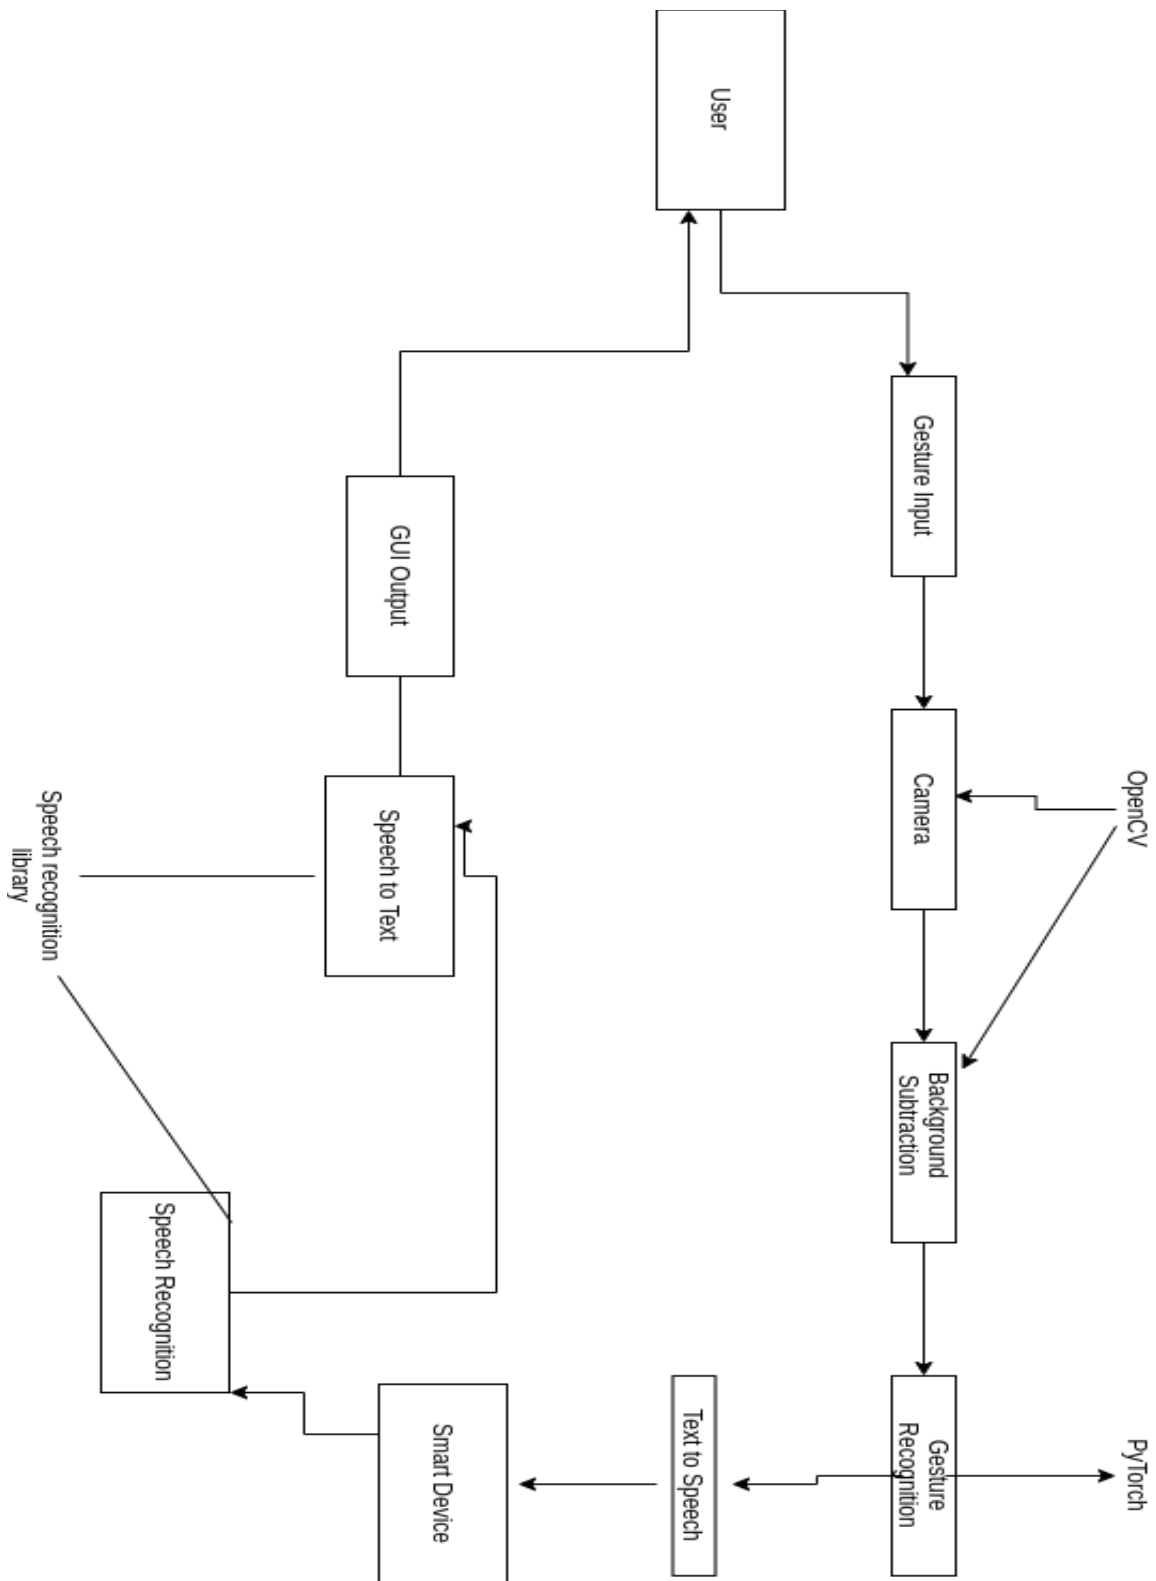 OpenCV
PyTorch
User
Gesture Input
Camera
Background
Subtraction
Gesture
Recognition
Text to Speech
GUI Output
Speech to Text
Smart Device
Speech Recognition
Speech recognition
library